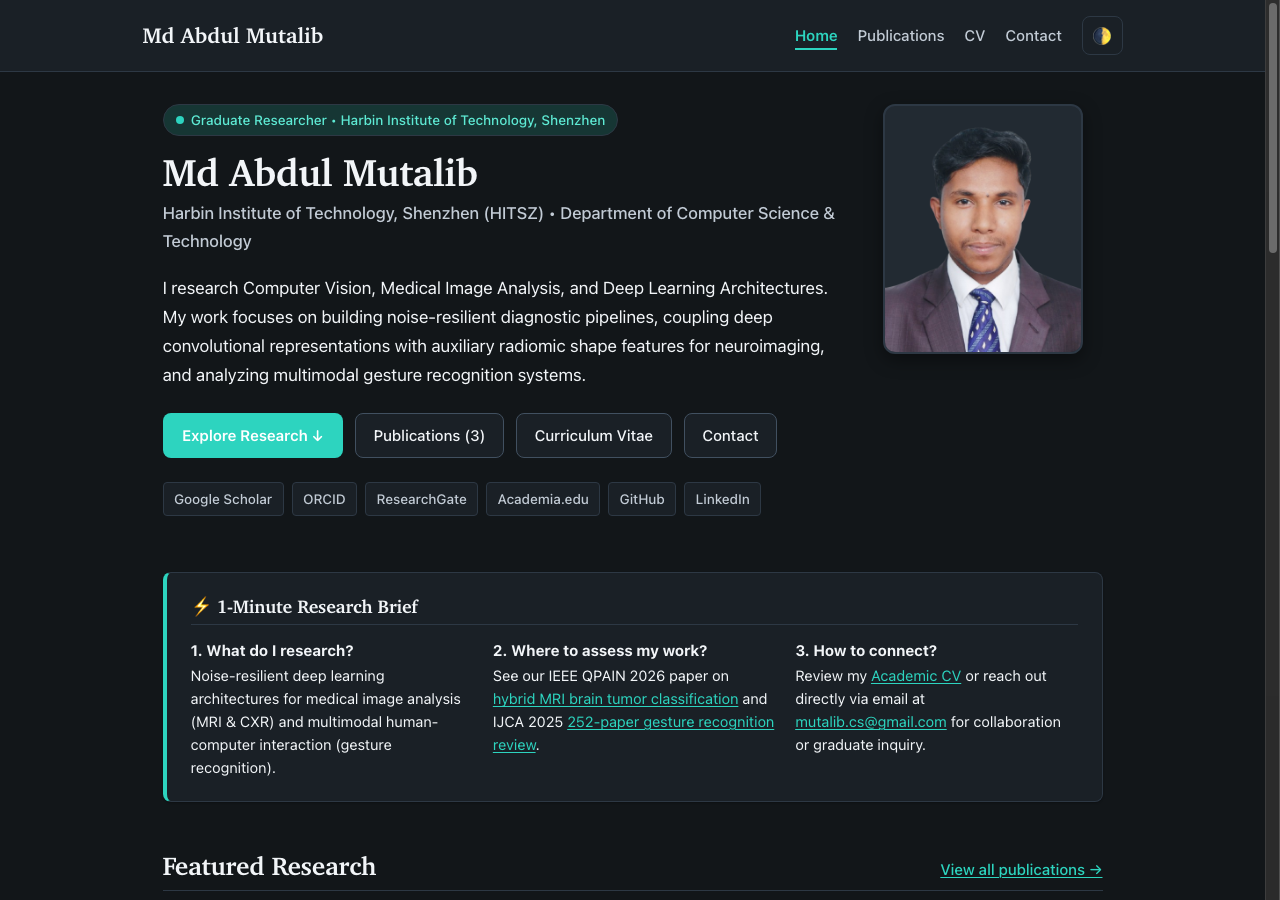 Md Abdul Mutalib
Home Publications CV Contact
Graduate Researcher • Harbin Institute of Technology, Shenzhen
Md Abdul Mutalib
Harbin Institute of Technology, Shenzhen (HITSZ) • Department of Computer Science &
Technology
I research Computer Vision, Medical Image Analysis, and Deep Learning Architectures.
My work focuses on building noise-resilient diagnostic pipelines, coupling deep
convolutional representations with auxiliary radiomic shape features for neuroimaging,
and analyzing multimodal gesture recognition systems.
Explore Research ↓ Publications (3) Curriculum Vitae Contact
Google Scholar ORCID ResearchGate Academia.edu GitHub LinkedIn
⚡ 1-Minute Research Brief
1. What do I research?
Noise-resilient deep learning
architectures for medical image analysis
(MRI & CXR) and multimodal human-
computer interaction (gesture
recognition).
2. Where to assess my work?
See our IEEE QPAIN 2026 paper on
hybrid MRI brain tumor classification and
IJCA 2025 252-paper gesture recognition
review.
3. How to connect?
Review my Academic CV or reach out
directly via email at
mutalib.cs@gmail.com for collaboration
or graduate inquiry.
Featured Research
View all publications →